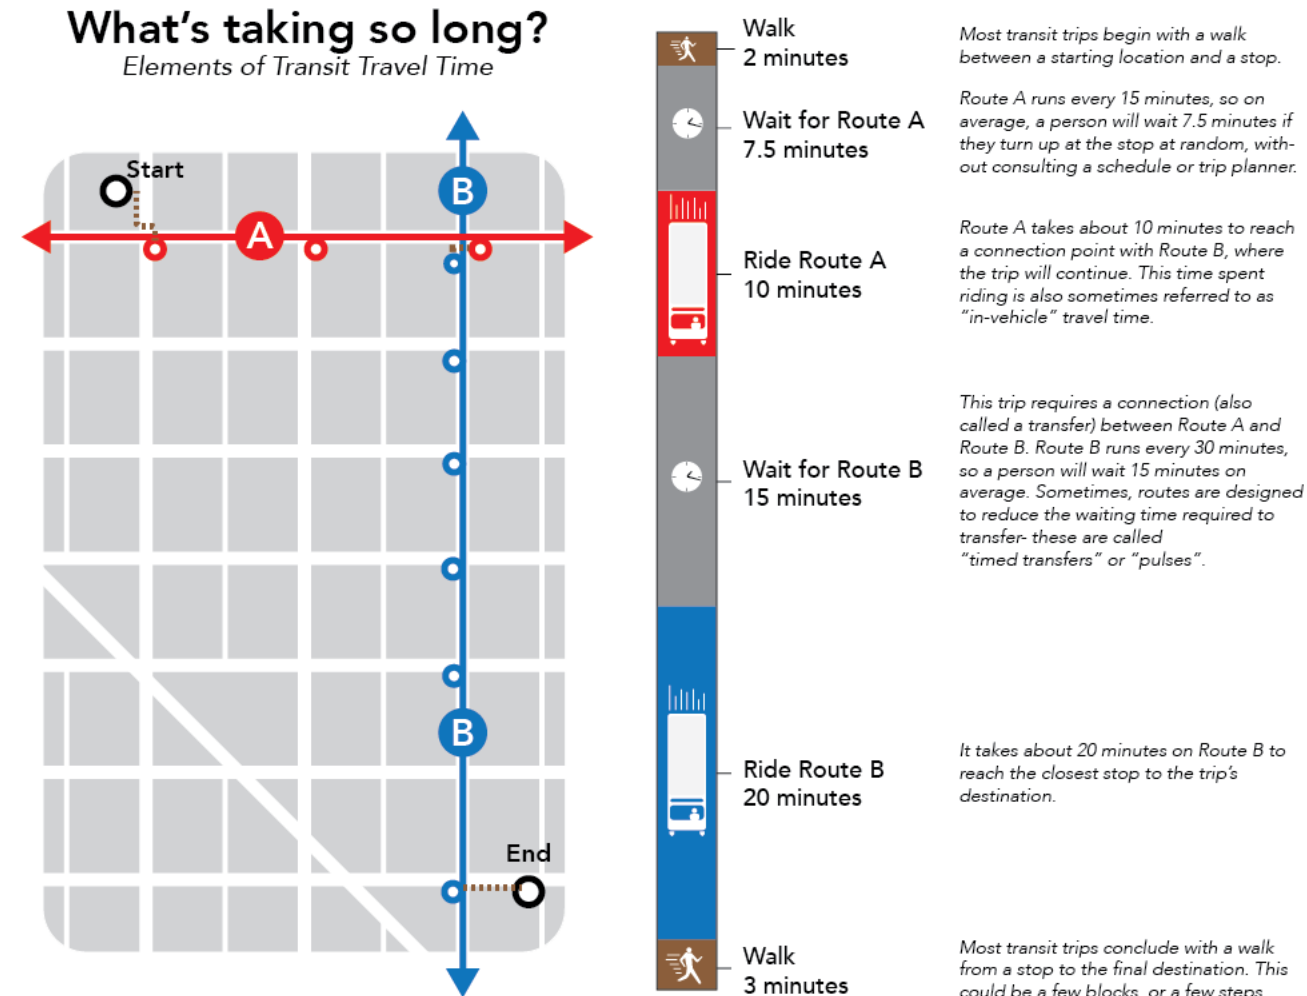 What's taking so long?
Elements of Transit Travel Time
Start
B
A
B
End
Walk
2 minutes
Most transit trips begin with a walk
between a starting location and a stop.
Wait for Route A
7.5 minutes
Route A runs every 15 minutes, so on
average, a person will wait 7.5 minutes if
they turn up at the stop at random, with-
out consulting a schedule or trip planner.
Ride Route A
10 minutes
Route A takes about 10 minutes to reach
a connection point with Route B, where
the trip will continue. This time spent
riding is also sometimes referred to as
"in-vehicle" travel time.
Wait for Route B
15 minutes
This trip requires a connection (also
called a transfer) between Route A and
Route B. Route B runs every 30 minutes,
so a person will wait 15 minutes on
average. Sometimes, routes are designed
to reduce the waiting time required to
transfer- these are called
"timed transfers" or "pulses".
Ride Route B
20 minutes
It takes about 20 minutes on Route B to
reach the closest stop to the trip's
destination.
Walk
3 minutes
Most transit trips conclude with a walk
from a stop to the final destination. This
could be a few blocks, or a few steps